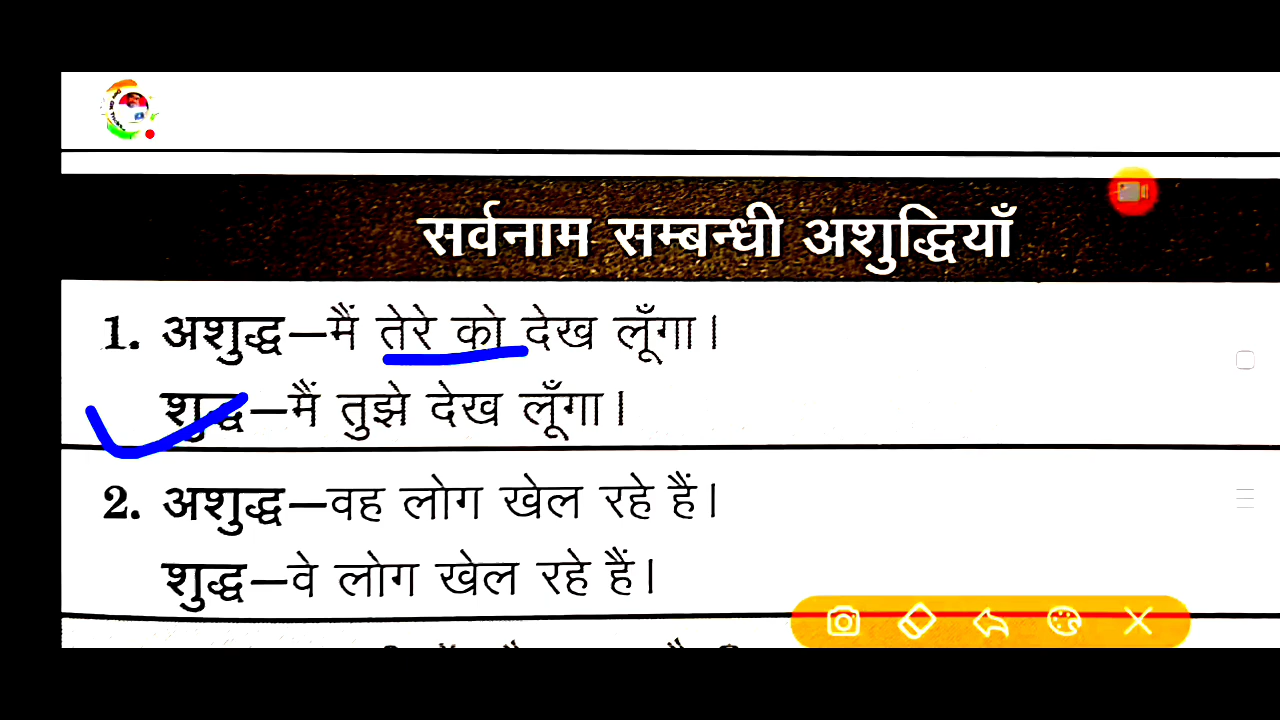 सर्वनाम सम्बन्धी अशुद्धियाँ
1. अशुद्ध–मैं तेरे को देख लूँगा।
शुद्ध–मैं तुझे देख लूँगा।
2. अशुद्ध–वह लोग खेल रहे हैं।
शुद्ध–वे लोग खेल रहे हैं।